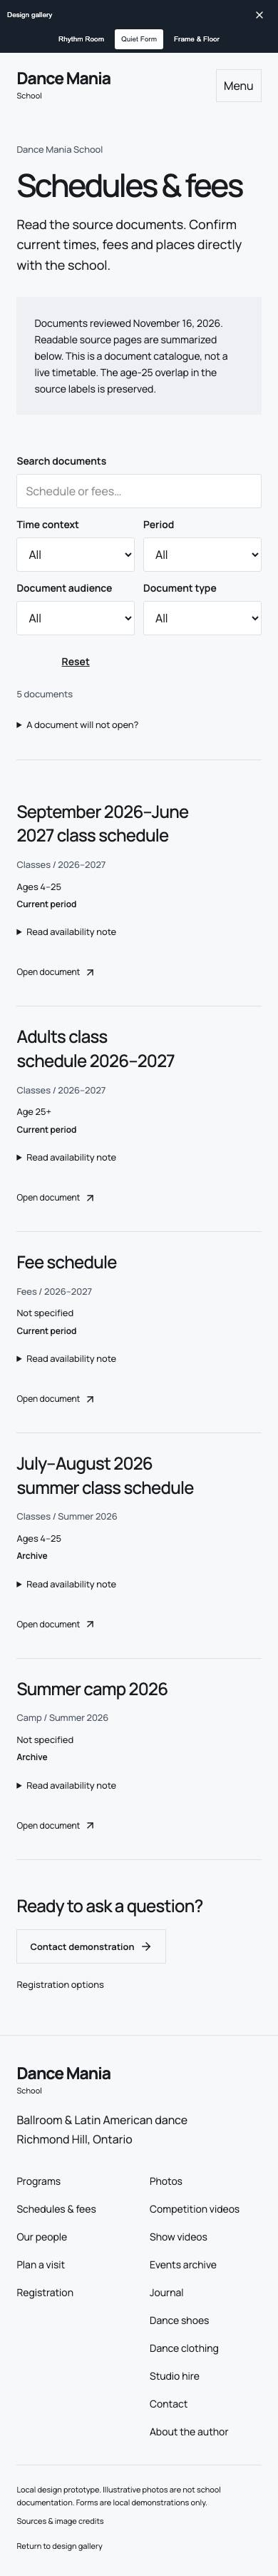 Design gallery
Rhythm Room
Quiet Form
Frame & Floor
Dance Mania
School
Menu
Dance Mania School
Schedules & fees
Read the source documents. Confirm
current times, fees and places directly
with the school.
Documents reviewed November 16, 2026.
Readable source pages are summarized
below. This is a document catalogue, not a
live timetable. The age-25 overlap in the
source labels is preserved.
Search documents
Schedule or fees…
Time context
Period
All
All
Document audience
Document type
All
All
Reset
5 documents
A document will not open?
September 2026–June
2027 class schedule
Classes / 2026–2027
Ages 4–25
Current period
Read availability note
Open document
Adults class
schedule 2026–2027
Classes / 2026–2027
Age 25+
Current period
Read availability note
Open document
Fee schedule
Fees / 2026–2027
Not specified
Current period
Read availability note
Open document
July–August 2026
summer class schedule
Classes / Summer 2026
Ages 4–25
Archive
Read availability note
Open document
Summer camp 2026
Camp / Summer 2026
Not specified
Archive
Read availability note
Open document
Ready to ask a question?
Contact demonstration
Registration options
Dance Mania
School
Ballroom & Latin American dance
Richmond Hill, Ontario
Programs
Schedules & fees
Our people
Plan a visit
Registration
Photos
Competition videos
Show videos
Events archive
Journal
Dance shoes
Dance clothing
Studio hire
Contact
About the author
Local design prototype. Illustrative photos are not school
documentation. Forms are local demonstrations only.
Sources & image credits
Return to design gallery